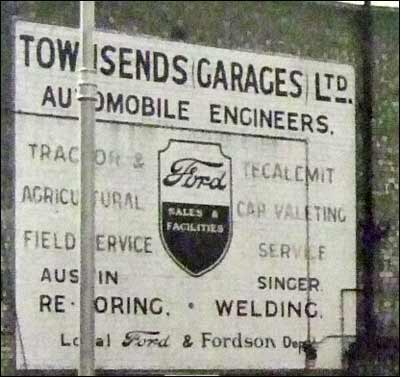 TOWNSENDS (GARAGES) LTD.
AUTOMOBILE ENGINEERS.
TRACTOR &
AGRICULTURAL
FIELD SERVICE
Ford
SALES &
FACILITIES
TECALEMIT
CAR VALETING
SERVICE
AUSTIN SINGER.
RE-BORING. • WELDING.
Local Ford & Fordson